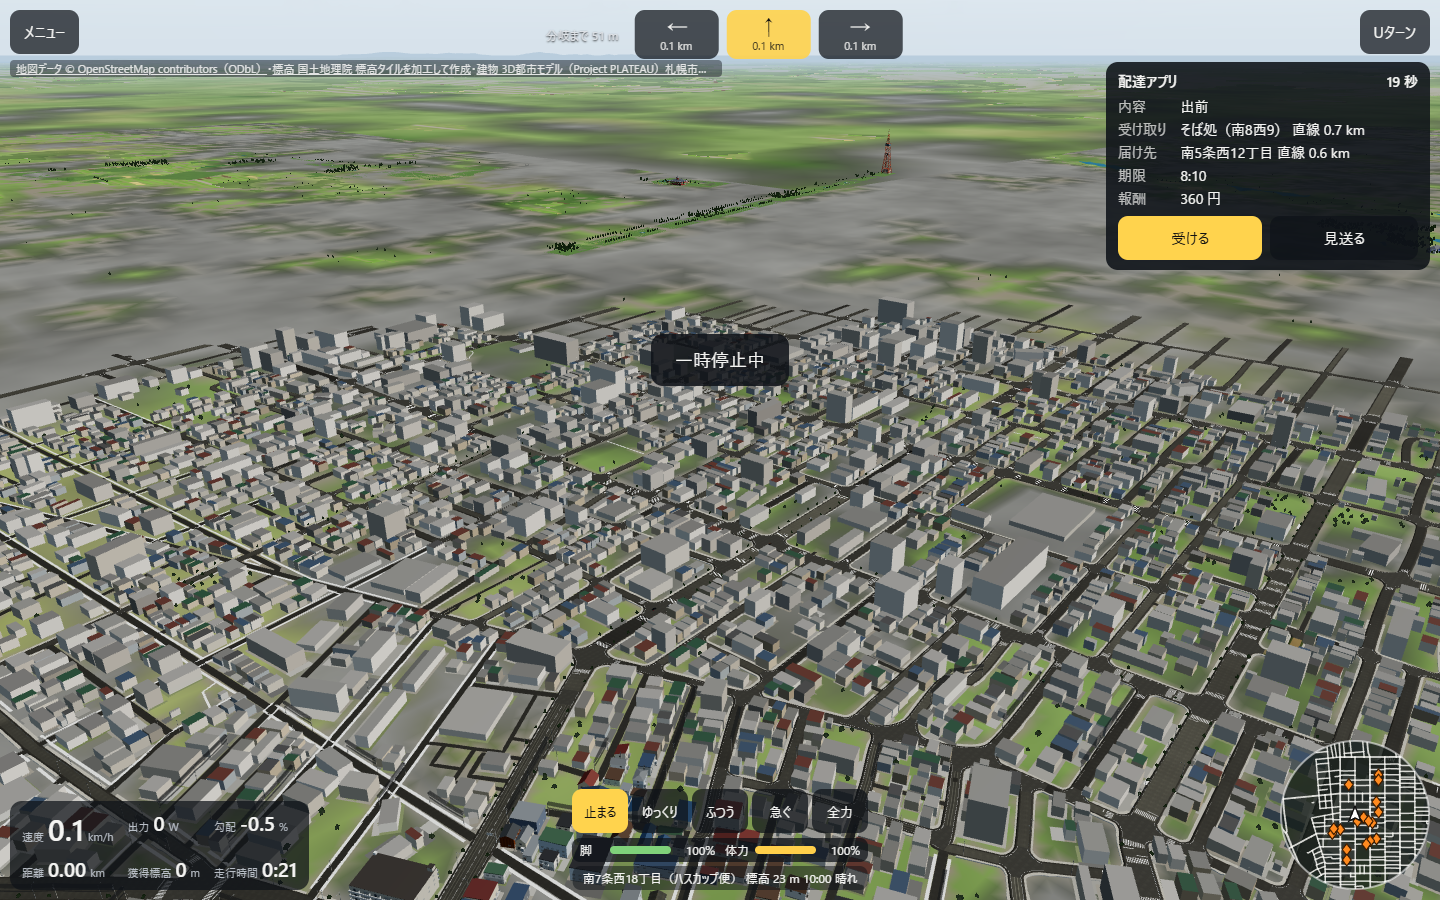 メニュー
分岐まで 51 m
← 0.1 km
↑ 0.1 km
→ 0.1 km
Uターン
地図データ © OpenStreetMap contributors（ODbL）・標高 国土地理院 標高タイルを加工して作成・建物 3D都市モデル（Project PLATEAU）札幌市...
配達アプリ 19 秒
内容 出前
受け取り そば処（南8西9） 直線 0.7 km
届け先 南5条西12丁目 直線 0.6 km
期限 8:10
報酬 360 円
受ける 見送る
一時停止中
速度 0.1 km/h 出力 0 W 勾配 -0.5 %
距離 0.00 km 獲得標高 0 m 走行時間 0:21
止まる ゆっくり ふつう 急ぐ 全力
脚 100% 体力 100%
南7条西18丁目（ハスカップ便） 標高 23 m 10:00 晴れ